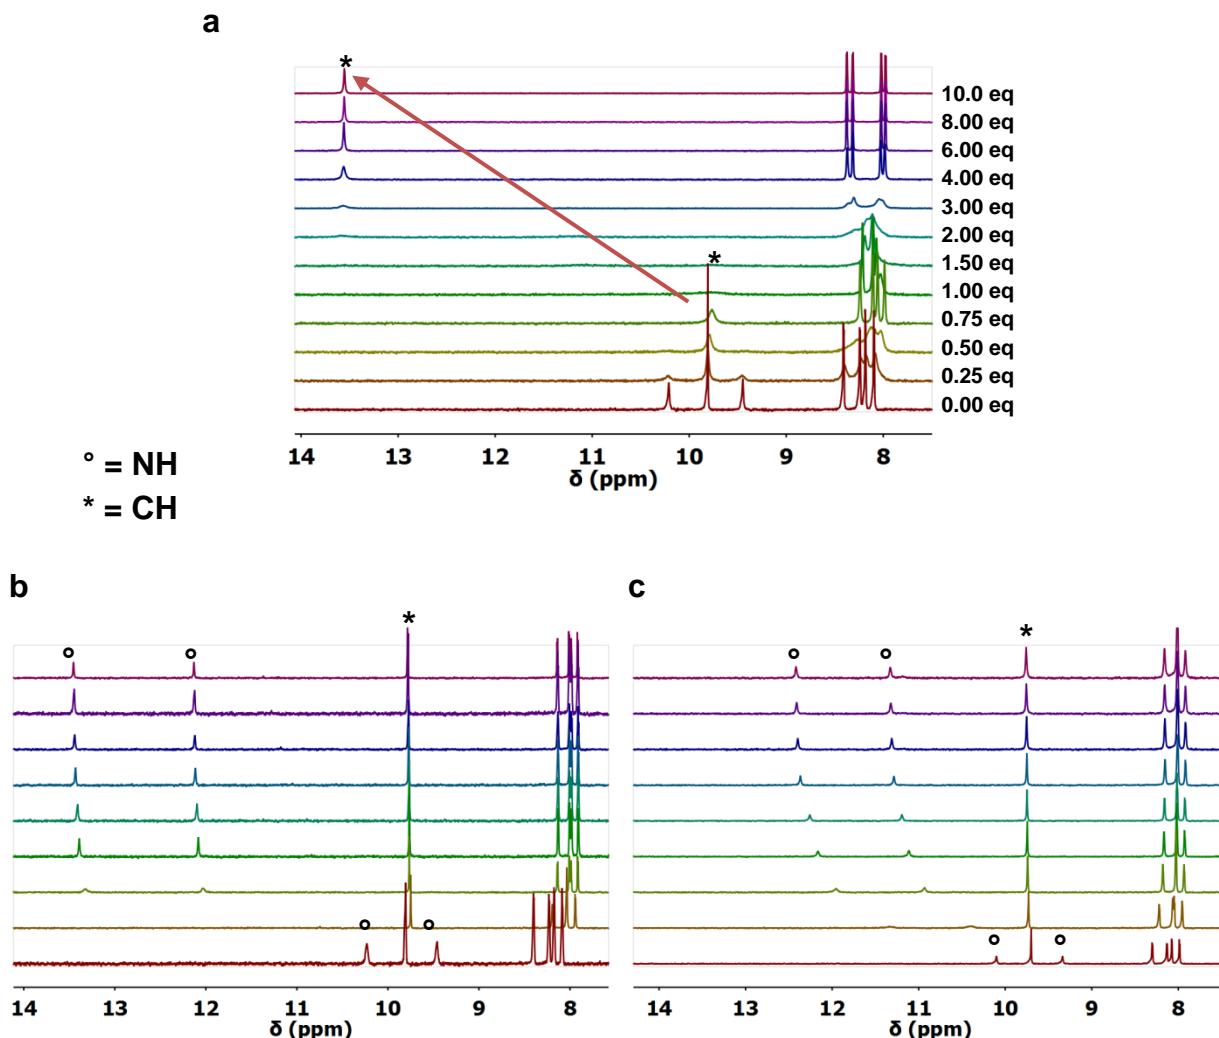 a
*
10.0 eq
8.00 eq
6.00 eq
4.00 eq
3.00 eq
2.00 eq
*
1.50 eq
1.00 eq
0.75 eq
0.50 eq
0.25 eq
0.00 eq
14 13 12 11 10 9 8
δ (ppm)
° = NH
* = CH
b c
° ° * ° ° *
° ° ° °
14 13 12 11 10 9 8 14 13 12 11 10 9 8
δ (ppm) δ (ppm)